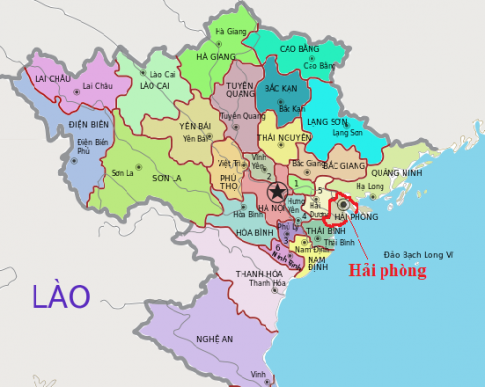 Hà Giang
CAO BẰNG
HÀ GIANG
Cao Bằng
LAI CHÂU
Lào Cai
Lai Châu
LÀO CAI
TUYÊN
QUANG
BẮC KẠN
Bắc Kạn
ĐIỆN BIÊN
Tuyên Quang
LẠNG SƠN
Lạng Sơn
YÊN BÁI
Yên Bái
THÁI NGUYÊN
Điện Biên
Phủ
Việt Trì
Vĩnh
Yên
2
Bắc Giang
BẮC GIANG
Sơn La
SƠN LA
PHÚ
THỌ
1
5
QUẢNG NINH
Hạ Long
HÀ NỘI
Hưng
Yên
Hải
Dương
HẢI PHÒNG
Hòa Bình
4
HÒA BÌNH
Phủ Lý
3
THÁI BÌNH
Thái Bình
6
Nam Định
Ninh Bình
NAM
ĐỊNH
Đảo Bạch Long Vĩ
Hải phòng
THANH HÓA
Thanh Hóa
LÀO
NGHỆ AN
Vinh